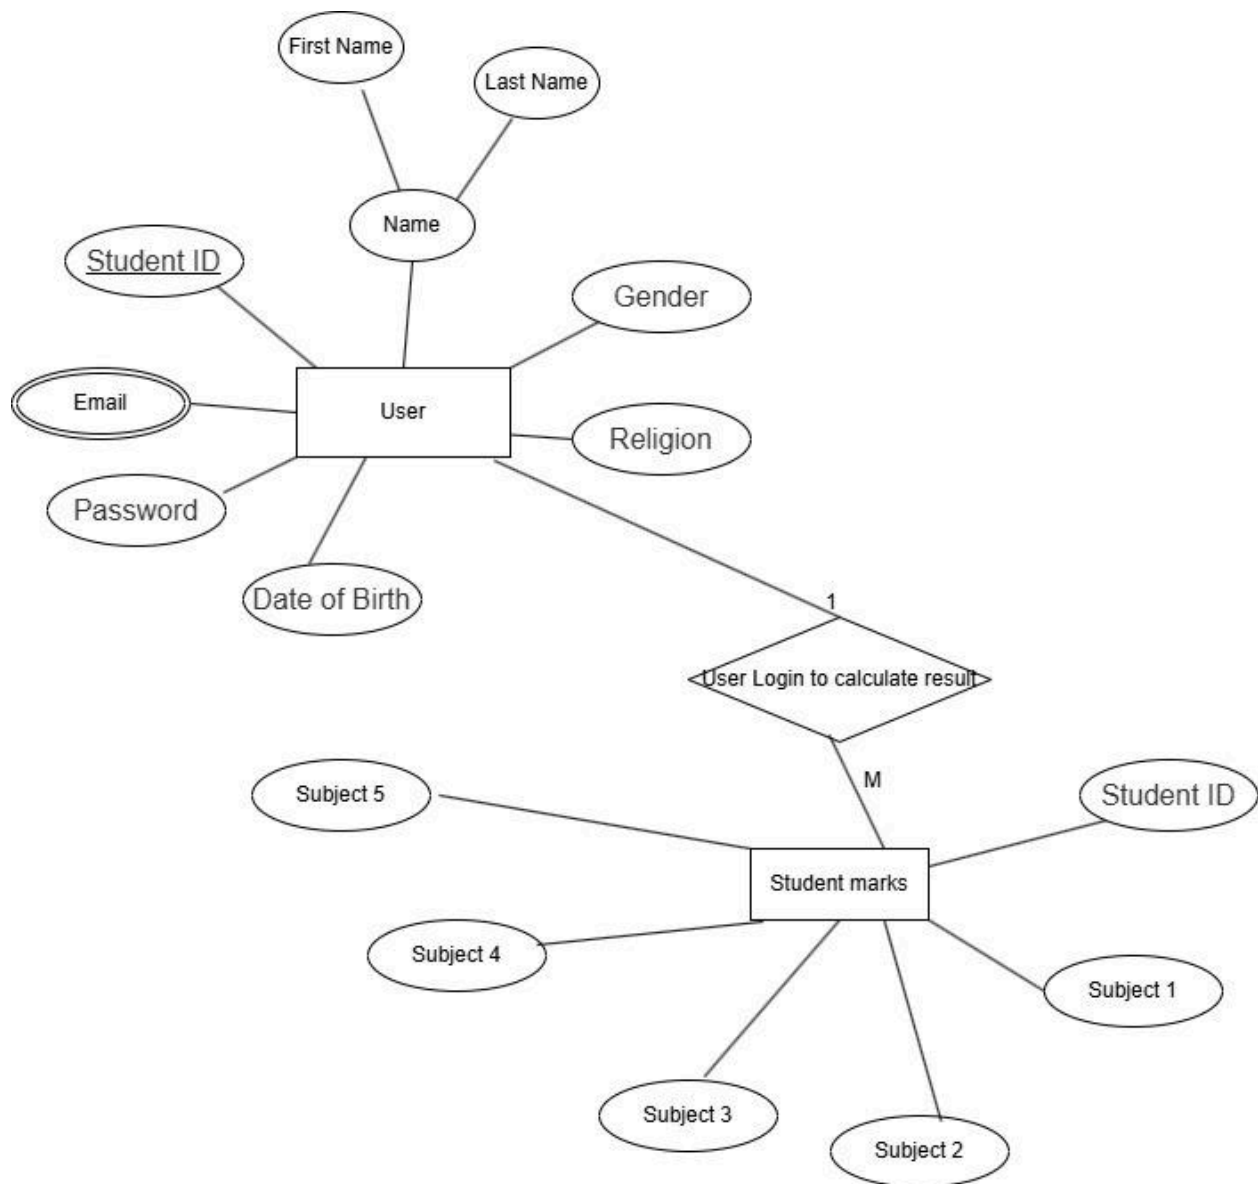 First Name
Last Name
Name
Student ID
Gender
Email
User
Religion
Password
Date of Birth
1
User Login to calculate result
M
Subject 5
Student ID
Student marks
Subject 4
Subject 1
Subject 3
Subject 2